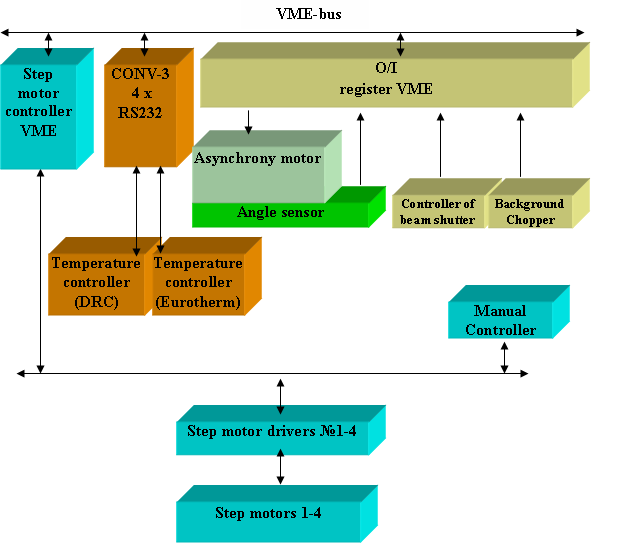 VME-bus
Step
motor
controller
VME
CONV-3
4 x
RS232
O/I
register VME
Asynchrony motor
Angle sensor
Controller of
beam shutter
Background
Chopper
Temperature
controller
(DRC)
Temperature
controller
(Eurotherm)
Manual
Controller
Step motor drivers №1-4
Step motors 1-4